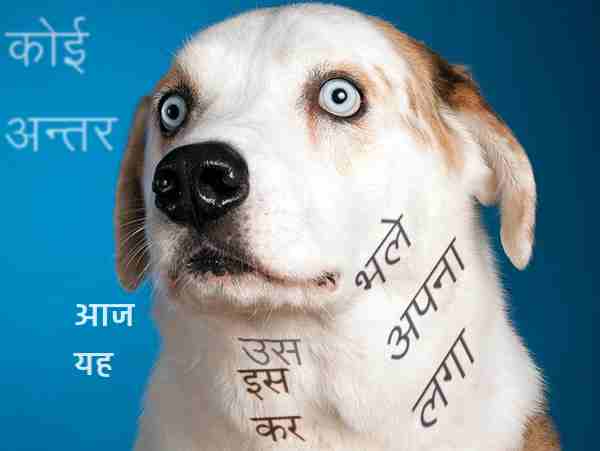 कोई
अन्तर
आज
यह
उस
इस
कर
भले
अपना
लगा